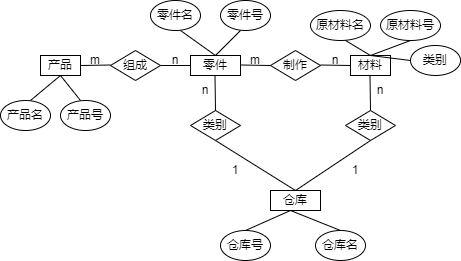 零件名
零件号
原材料名
原材料号
类别
产品
m
组成
n
零件
m
制作
n
材料
产品名
产品号
n
n
类别
类别
1
1
仓库
仓库号
仓库名